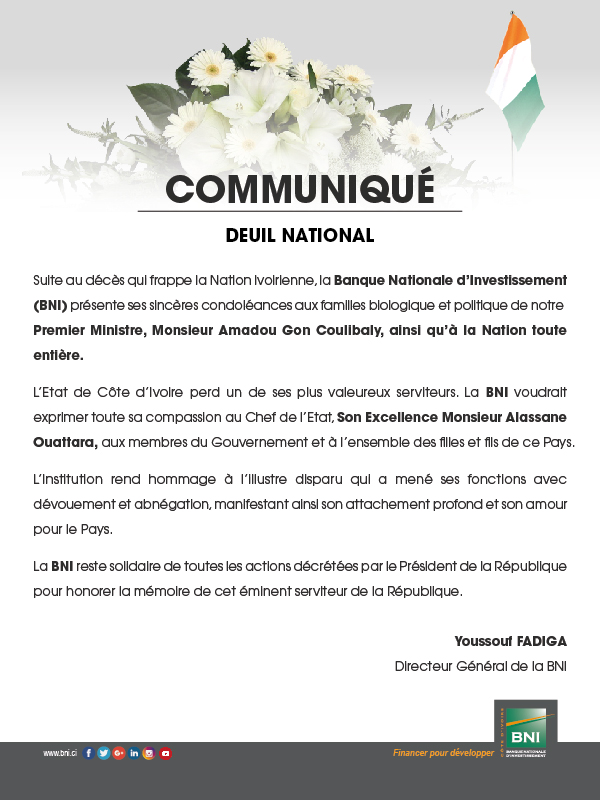 COMMUNIQUÉ
DEUIL NATIONAL
Suite au décès qui frappe la Nation ivoirienne, la Banque Nationale d'Investissement
(BNI) présente ses sincères condoléances aux familles biologique et politique de notre
Premier Ministre, Monsieur Amadou Gon Coulibaly, ainsi qu'à la Nation toute
entière.
L'Etat de Côte d'Ivoire perd un de ses plus valeureux serviteurs. La BNI voudrait
exprimer toute sa compassion au Chef de l'Etat, Son Excellence Monsieur Alassane
Ouattara, aux membres du Gouvernement et à l'ensemble des filles et fils de ce Pays.
L'Institution rend hommage à l'illustre disparu qui a mené ses fonctions avec
dévouement et abnégation, manifestant ainsi son attachement profond et son amour
pour le Pays.
La BNI reste solidaire de toutes les actions décrétées par le Président de la République
pour honorer la mémoire de cet éminent serviteur de la République.
Youssouf FADIGA
Directeur Général de la BNI
www.bni.ci
Financer pour développer
BNI
BANQUE NATIONALE
D'INVESTISSEMENT